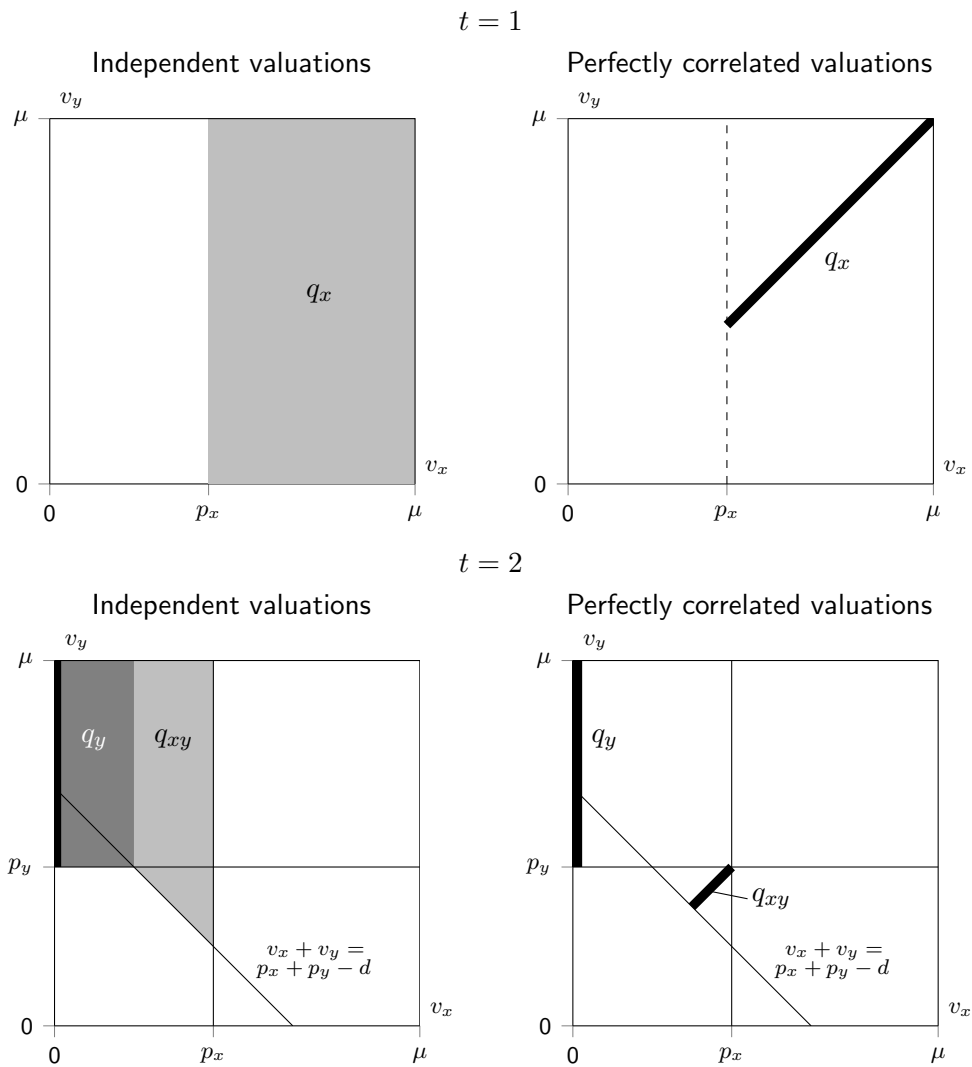 t = 1
Independent valuations
Perfectly correlated valuations
v_y
v_y
μ
μ
q_x
q_x
v_x
v_x
0
0
0
p_x
μ
0
p_x
μ
t = 2
Independent valuations
Perfectly correlated valuations
v_y
v_y
μ
μ
q_y
q_xy
q_y
p_y
p_y
q_xy
v_x + v_y =
p_x + p_y − d
v_x + v_y =
p_x + p_y − d
v_x
v_x
0
0
0
p_x
μ
0
p_x
μ